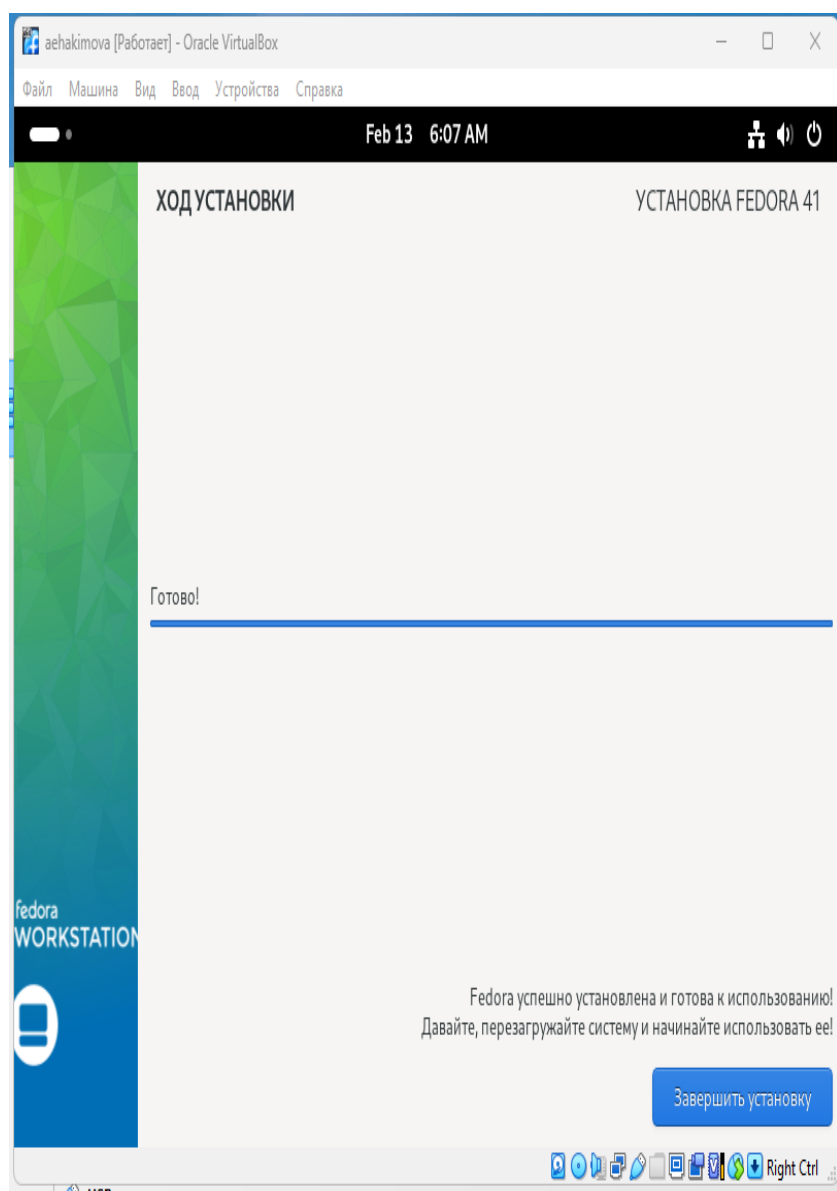 aehakimova [Работает] - Oracle VirtualBox
Файл Машина Вид Ввод Устройства Справка
Feb 13 6:07 AM
ХОД УСТАНОВКИ
УСТАНОВКА FEDORA 41
Готово!
fedora
WORKSTATION
Fedora успешно установлена и готова к использованию!
Давайте, перезагружайте систему и начинайте использовать ее!
Завершить установку
Right Ctrl